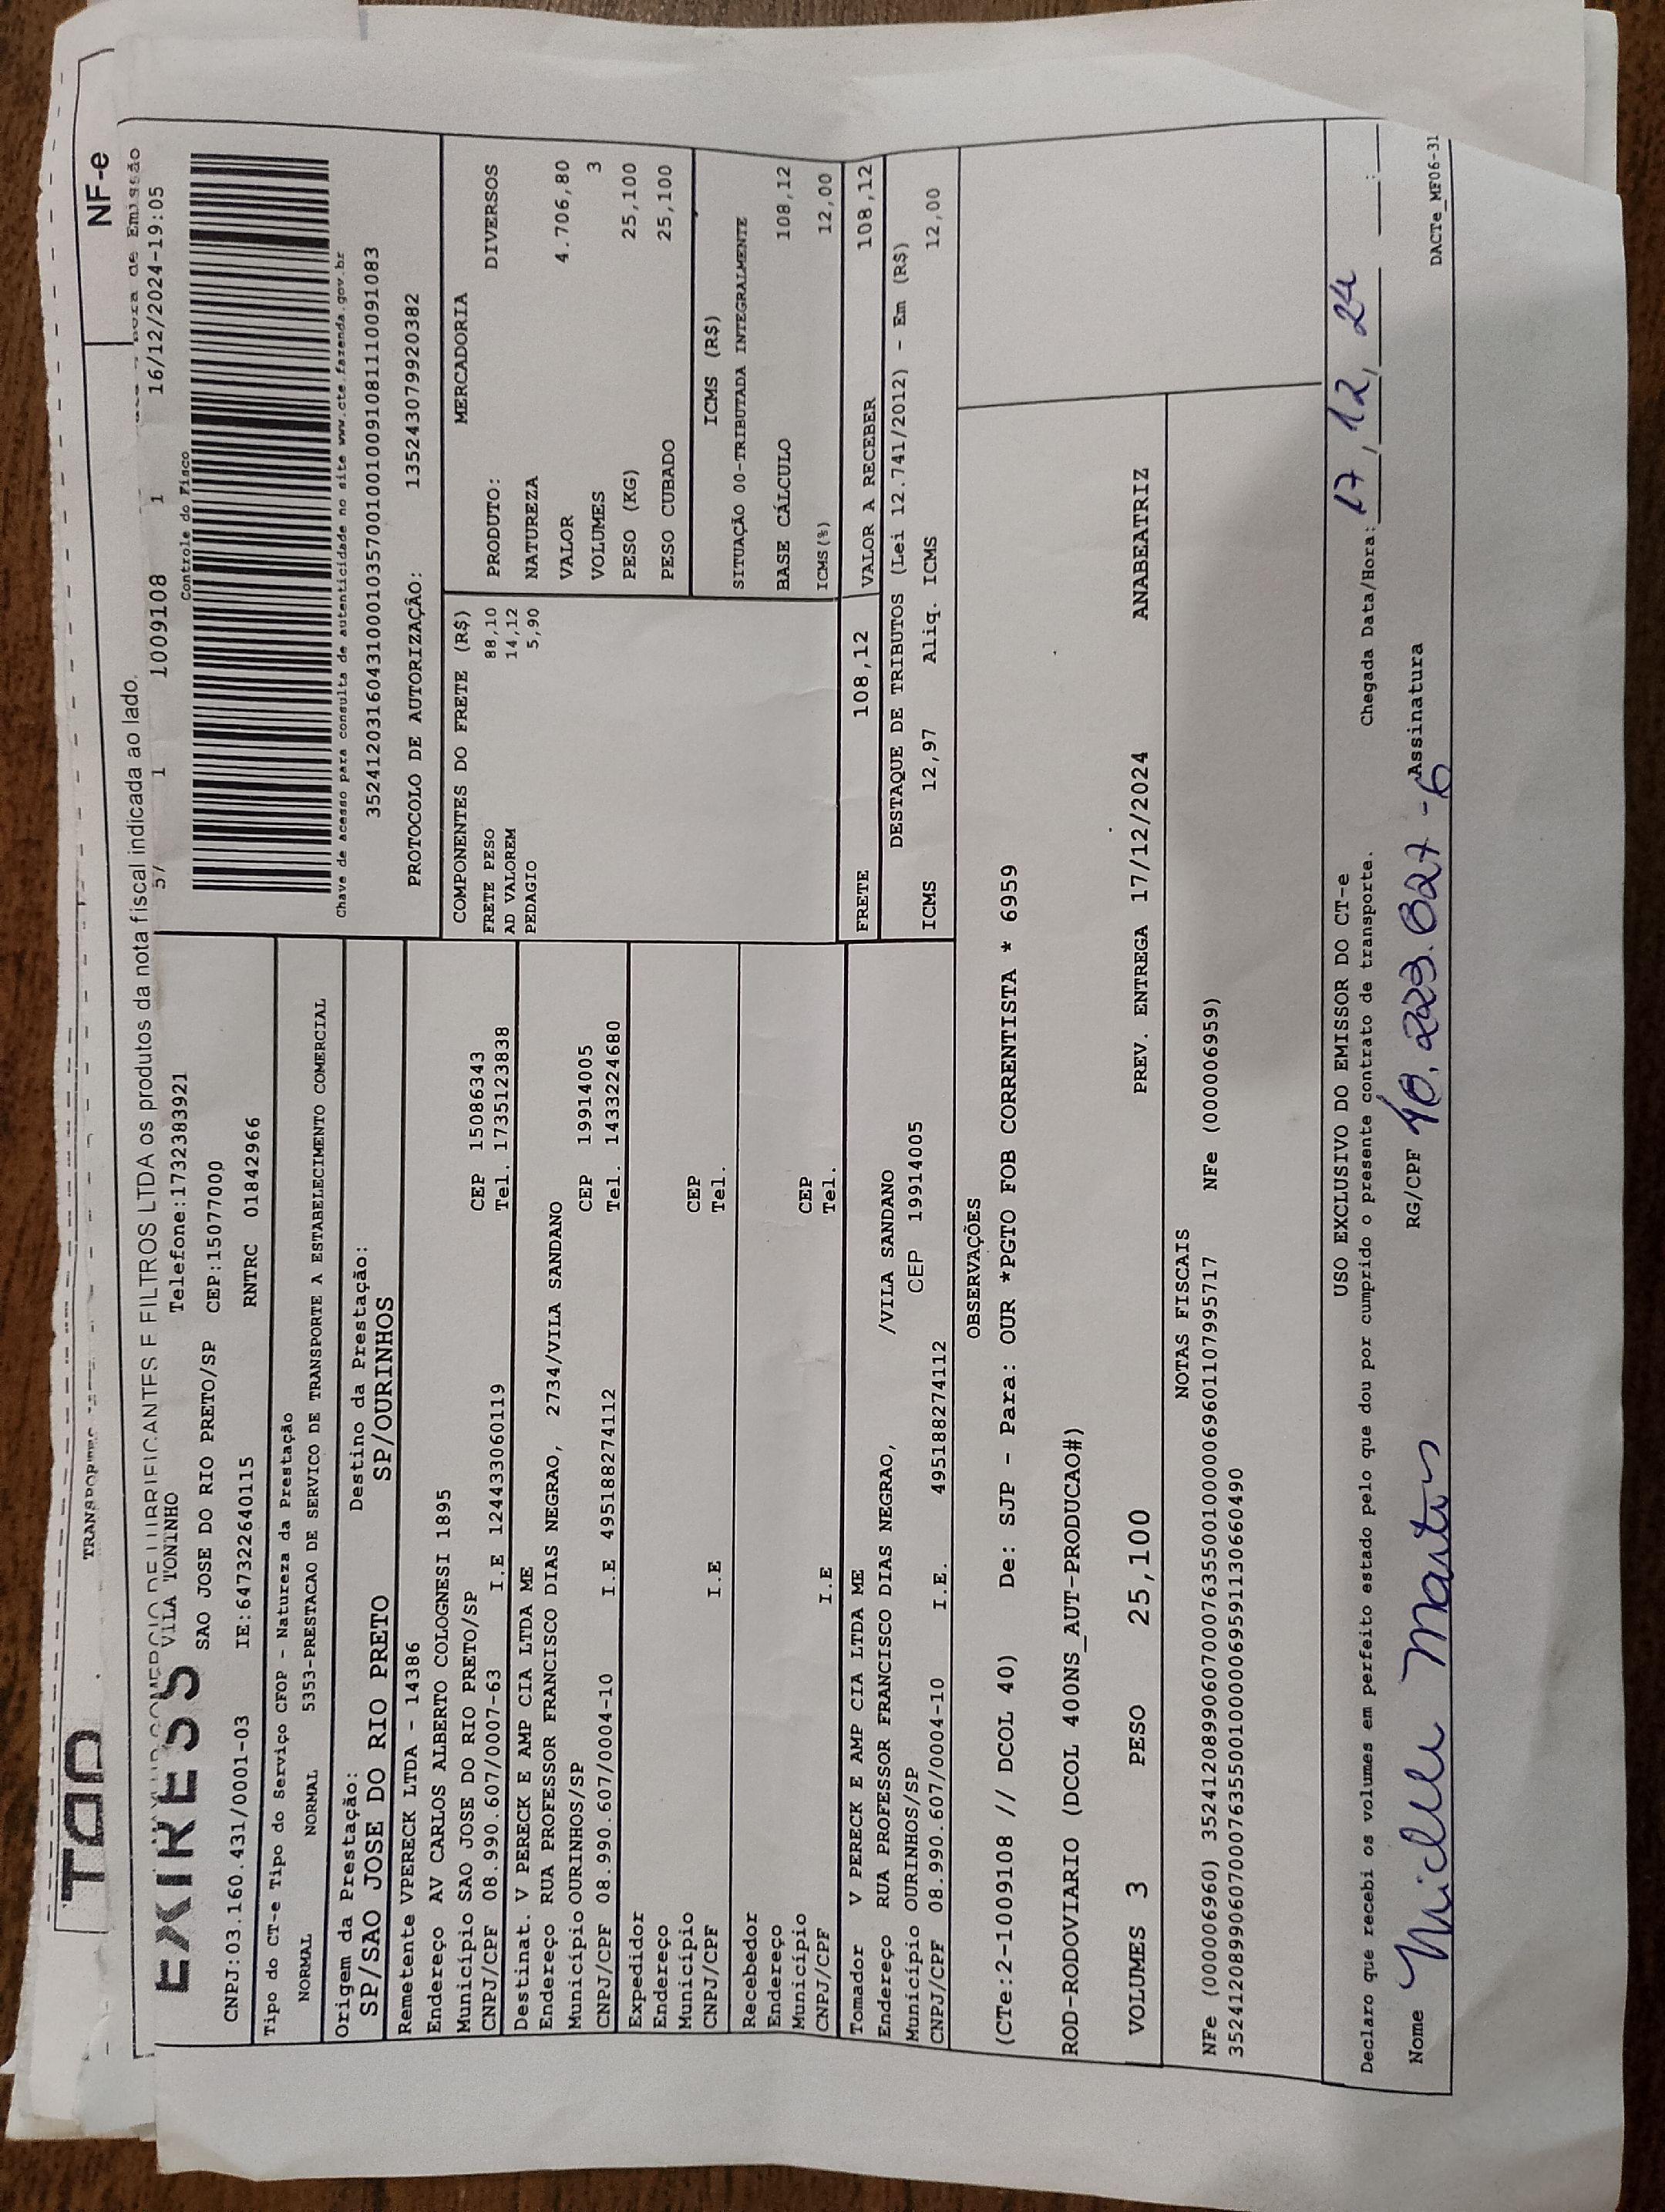 NF-e
TRANSPORTES
os produtos da nota fiscal indicada ao lado.
57 1 1009108 1 16/12/2024-19:05
EXPRESS
VILA TONINHO Telefone:1732383921
SAO JOSE DO RIO PRETO/SP CEP:15077000
CNPJ:03.160.431/0001-03 IE:647322640115 RNTRC 01842966
Controle do Fisco
Chave de acesso para consulta de autenticidade no site www.cte.fazenda.gov.br
35241203160431000103570010010091081110091083
PROTOCOLO DE AUTORIZAÇÃO: 135243079920382
Tipo do CT-e Tipo do Serviço CFOP - Natureza da Prestação
NORMAL NORMAL 5353-PRESTACAO DE SERVICO DE TRANSPORTE A ESTABELECIMENTO COMERCIAL
Origem da Prestação: Destino da Prestação:
SP/SAO JOSE DO RIO PRETO SP/OURINHOS
Remetente VPERECK LTDA - 14386
Endereço AV CARLOS ALBERTO COLOGNESI 1895
Município SAO JOSE DO RIO PRETO/SP CEP 15086343
CNPJ/CPF 08.990.607/0007-63 I.E 124433060119 Tel. 1735123838
Destinat. V PERECK E AMP CIA LTDA ME
Endereço RUA PROFESSOR FRANCISCO DIAS NEGRAO, 2734/VILA SANDANO
Município OURINHOS/SP CEP 19914005
CNPJ/CPF 08.990.607/0004-10 I.E 495188274112 Tel. 1433224680
Expedidor
Endereço
Município CEP
CNPJ/CPF I.E Tel.
Recebedor
Endereço
Município CEP
CNPJ/CPF I.E Tel.
Tomador V PERECK E AMP CIA LTDA ME
Endereço RUA PROFESSOR FRANCISCO DIAS NEGRAO, /VILA SANDANO
Município OURINHOS/SP CEP 19914005
CNPJ/CPF 08.990.607/0004-10 I.E. 495188274112
COMPONENTES DO FRETE (R$)
FRETE PESO 88,10
AD VALOREM 14,12
PEDAGIO 5,90
MERCADORIA
PRODUTO: DIVERSOS
NATUREZA
VALOR 4.706,80
VOLUMES 3
PESO (KG) 25,100
PESO CUBADO 25,100
ICMS (R$)
SITUAÇÃO 00-TRIBUTADA INTEGRALMENTE
BASE CÁLCULO 108,12
ICMS(%) 12,00
FRETE 108,12 VALOR A RECEBER 108,12
DESTAQUE DE TRIBUTOS (Lei 12.741/2012) - Em (R$)
ICMS 12,97 Aliq. ICMS 12,00
OBSERVAÇÕES
(CTe:2-1009108 // DCOL 40) De: SJP - Para: OUR *PGTO FOB CORRENTISTA * 6959
ROD-RODOVIARIO (DCOL 400NS_AUT-PRODUCAO#)
VOLUMES 3 PESO 25,100 PREV. ENTREGA 17/12/2024 ANABEATRIZ
NOTAS FISCAIS
NFe (000006960) 35241208990607000763550010000069601107995717 NFe (000006959)
35241208990607000763550010000069591130660490
USO EXCLUSIVO DO EMISSOR DO CT-e
Declaro que recebi os volumes em perfeito estado pelo que dou por cumprido o presente contrato de transporte. Chegada Data/Hora: 17/12/24 :
Nome Michelle Martins RG/CPF 40.223.827-6 Assinatura
DACTe_MF06-31